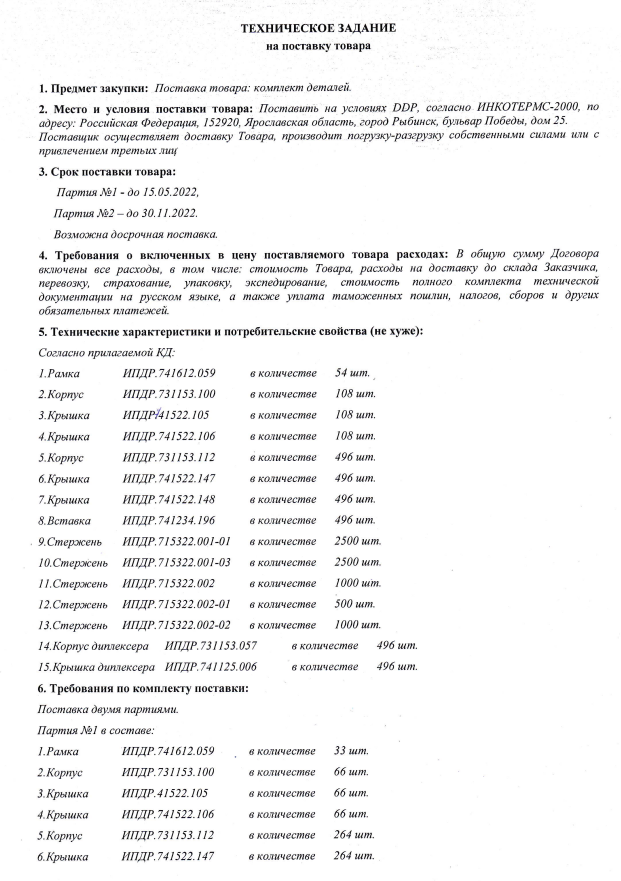 ТЕХНИЧЕСКОЕ ЗАДАНИЕ
на поставку товара
1. Предмет закупки: Поставка товара: комплект деталей.
2. Место и условия поставки товара: Поставить на условиях DDP, согласно ИНКОТЕРМС-2000, по
адресу: Российская Федерация, 152920, Ярославская область, город Рыбинск, бульвар Победы, дом 25.
Поставщик осуществляет доставку Товара, производит погрузку-разгрузку собственными силами или с
привлечением третьих лиц
3. Срок поставки товара:
Партия №1 - до 15.05.2022,
Партия №2 – до 30.11.2022.
Возможна досрочная поставка.
4. Требования о включенных в цену поставляемого товара расходах: В общую сумму Договора
включены все расходы, в том числе: стоимость Товара, расходы на доставку до склада Заказчика,
перевозку, страхование, упаковку, экспедирование, стоимость полного комплекта технической
документации на русском языке, а также уплата таможенных пошлин, налогов, сборов и других
обязательных платежей.
5. Технические характеристики и потребительские свойства (не хуже):
Согласно прилагаемой КД:
1.Рамка ИПДР.741612.059 в количестве 54 шт.
2.Корпус ИПДР.731153.100 в количестве 108 шт.
3.Крышка ИПДР.741522.105 в количестве 108 шт.
4.Крышка ИПДР.741522.106 в количестве 108 шт.
5.Корпус ИПДР.731153.112 в количестве 496 шт.
6.Крышка ИПДР.741522.147 в количестве 496 шт.
7.Крышка ИПДР.741522.148 в количестве 496 шт.
8.Вставка ИПДР.741234.196 в количестве 496 шт.
9.Стержень ИПДР.715322.001-01 в количестве 2500 шт.
10.Стержень ИПДР.715322.001-03 в количестве 2500 шт.
11.Стержень ИПДР.715322.002 в количестве 1000 шт.
12.Стержень ИПДР.715322.002-01 в количестве 500 шт.
13.Стержень ИПДР.715322.002-02 в количестве 1000 шт.
14.Корпус диплексера ИПДР.731153.057 в количестве 496 шт.
15.Крышка диплексера ИПДР.741125.006 в количестве 496 шт.
6. Требования по комплекту поставки:
Поставка двумя партиями.
Партия №1 в составе:
1.Рамка ИПДР.741612.059 в количестве 33 шт.
2.Корпус ИПДР.731153.100 в количестве 66 шт.
3.Крышка ИПДР.41522.105 в количестве 66 шт.
4.Крышка ИПДР.741522.106 в количестве 66 шт.
5.Корпус ИПДР.731153.112 в количестве 264 шт.
6.Крышка ИПДР.741522.147 в количестве 264 шт.